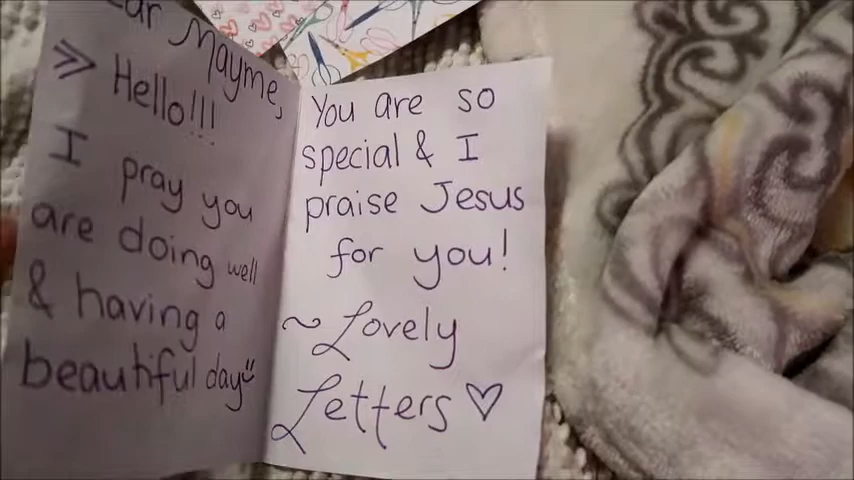 Dear Mayme,
» Hello!!!
I pray you
are doing well
& having a
beautiful day
You are so
special & I
praise Jesus
for you!
~ Lovely
Letters ♡